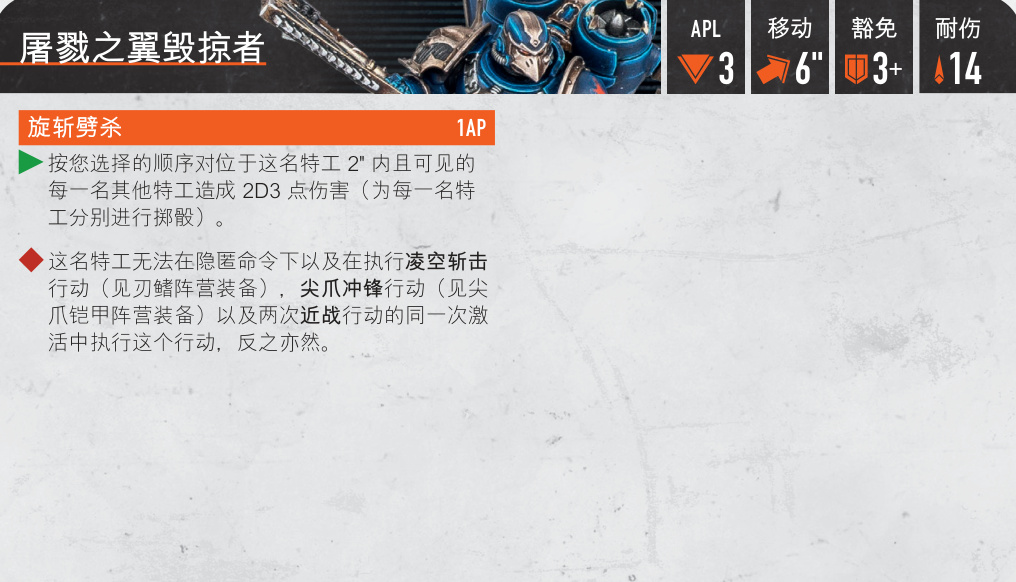 屠戮之翼毁掠者
APL
3
移动
6"
豁免
3+
耐伤
14
旋斩劈杀 1AP
按您选择的顺序对位于这名特工 2" 内且可见的
每一名其他特工造成 2D3 点伤害（为每一名特
工分别进行掷骰）。
这名特工无法在隐匿命令下以及在执行凌空斩击
行动（见刃鳍阵营装备），尖爪冲锋行动（见尖
爪铠甲阵营装备）以及两次近战行动的同一次激
活中执行这个行动，反之亦然。